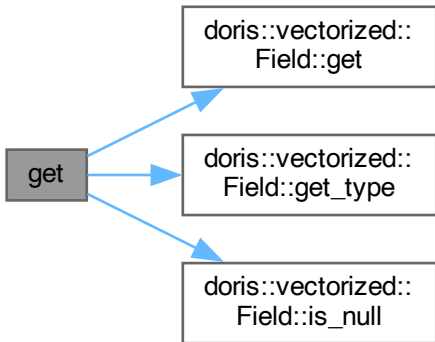 doris::vectorized::
Field::get
get
doris::vectorized::
Field::get_type
doris::vectorized::
Field::is_null